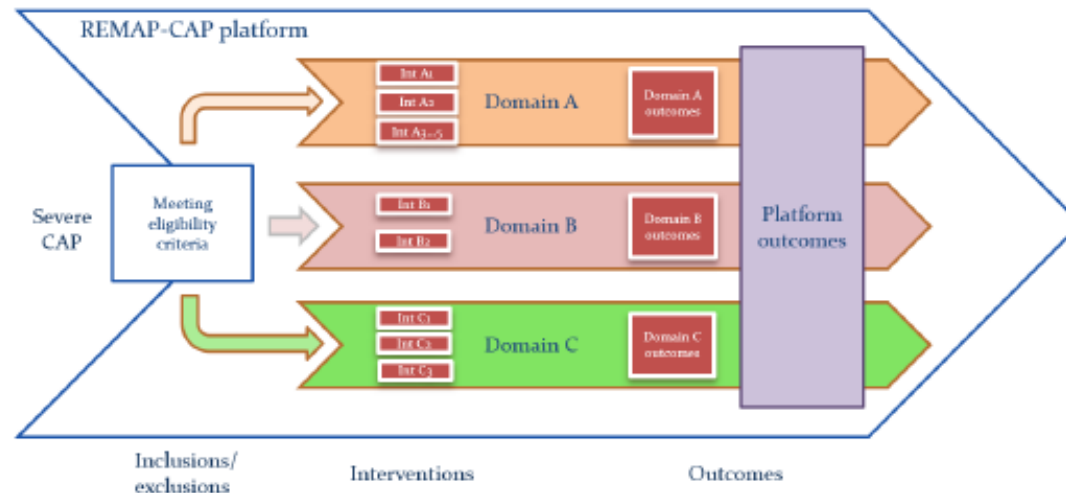 REMAP-CAP platform
Int A1
Int A2
Int A3...5
Domain A
Domain A
outcomes
Severe
CAP
Meeting
eligibility
criteria
Int B1
Int B2
Domain B
Domain B
outcomes
Platform
outcomes
Int C1
Int C2
Int C3
Domain C
Domain C
outcomes
Inclusions/
exclusions
Interventions
Outcomes